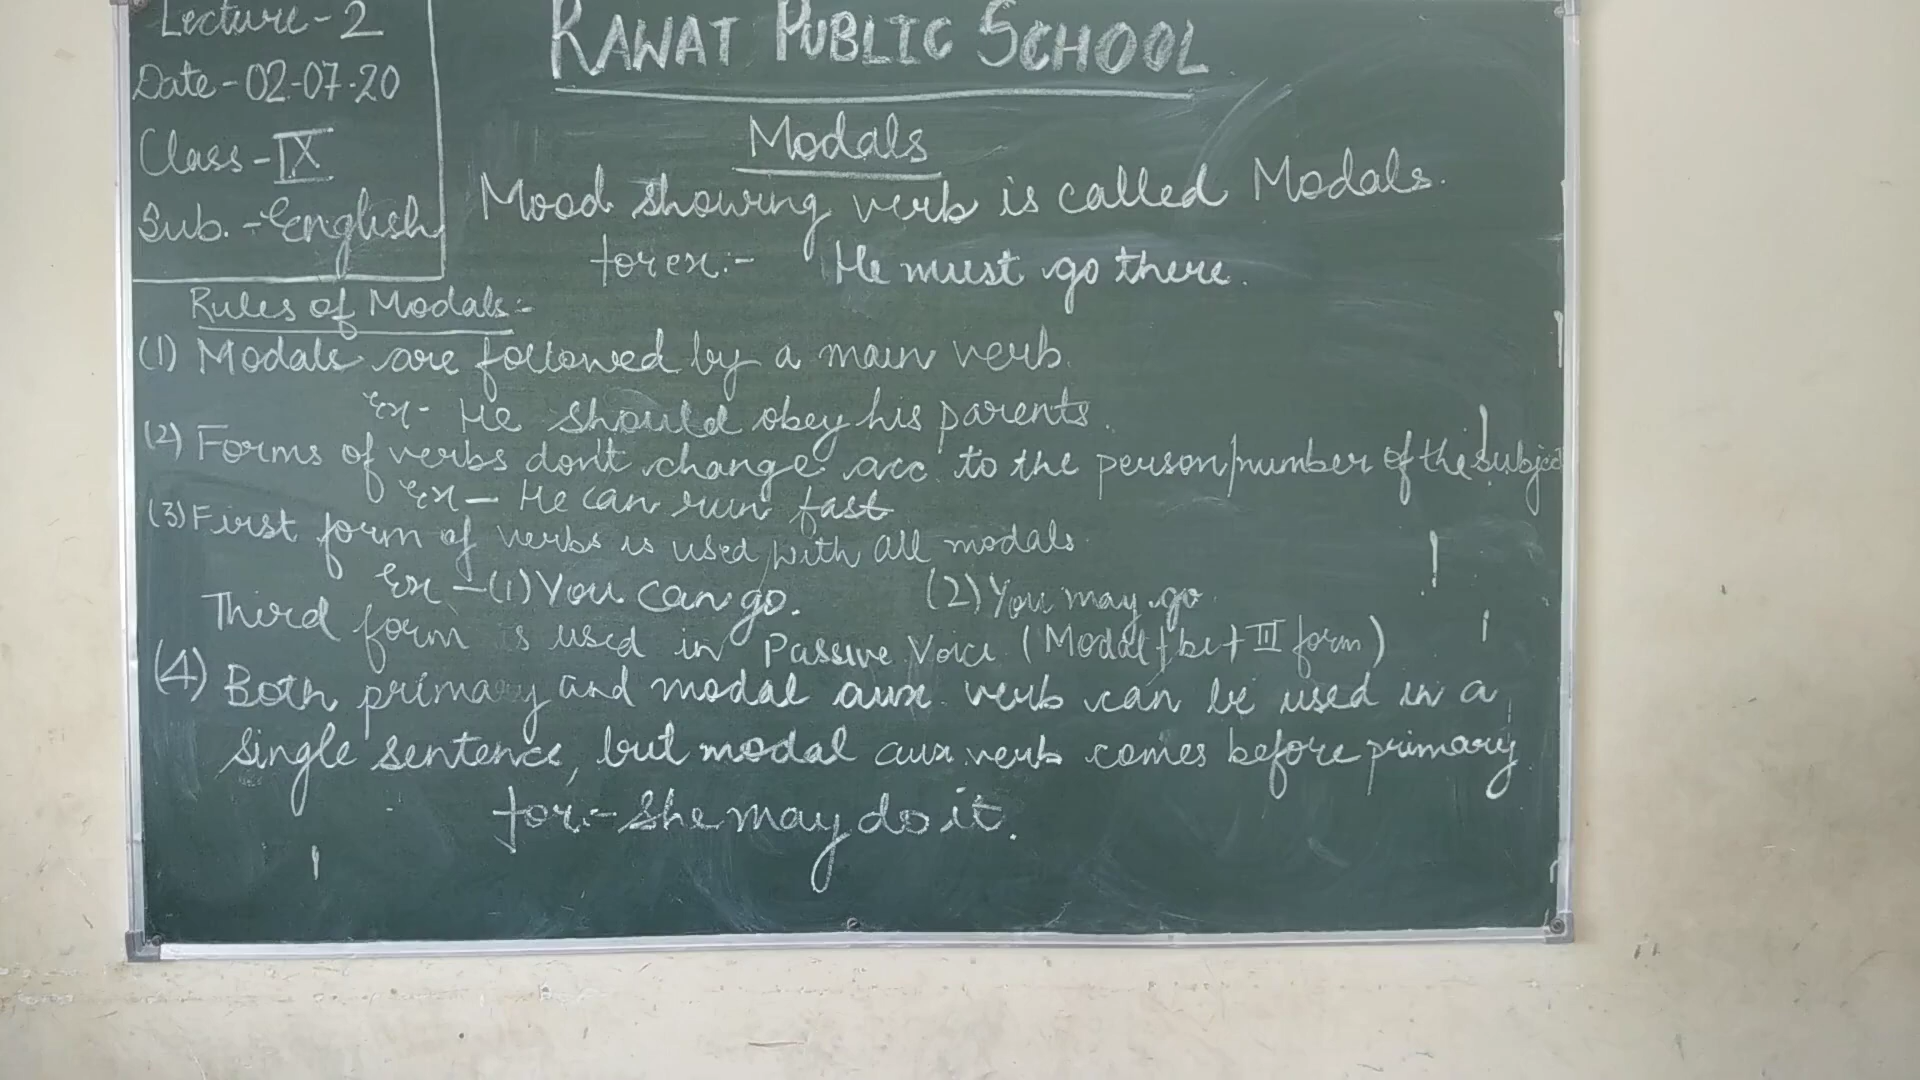 Lecture-2
Date-02-07-20
Class-IX
Sub.-English
RAWAT PUBLIC SCHOOL
Modals
Mood showing verb is called Modals.
for ex:- He must go there.
Rules of Modals:-
(1) Modals are followed by a main verb.
Ex- He should obey his parents.
(2) Forms of verbs don't change acc. to the person/number of the subject
Ex- He can run fast
(3) First form of verbs is used with all modals.
Ex-(1) You can go. (2) You may go
Third form is used in Passive Voice (Modal+be+III form)
(4) Both primary and modal aux. verb can be used in a
single sentence, but modal aux. verb comes before primary.
for:- She may do it.